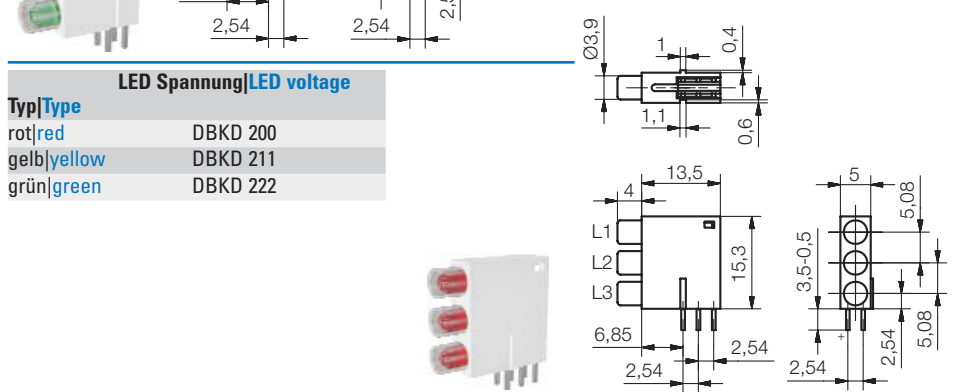 2,54
2,54
LED Spannung|LED voltage
Typ|Type
rot|red DBKD 200
gelb|yellow DBKD 211
grün|green DBKD 222
Ø3,9
1
0,4
1,1
0,6
13,5
4
L1
L2
L3
15,3
6,85
2,54
2,54
5
5,08
3,5-0,5
+
2,54
2,54
5,08